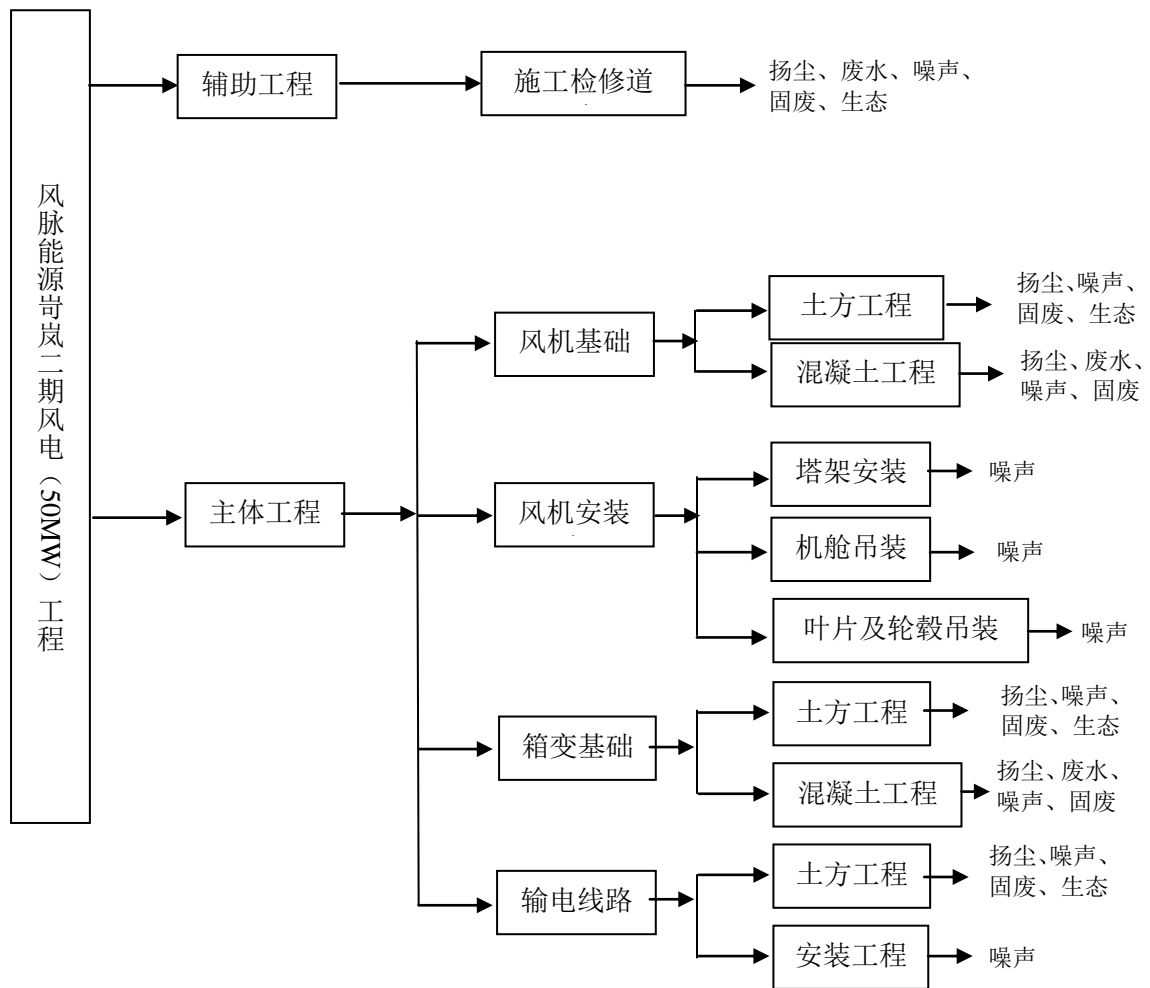 风脉能源岢岚二期风电（50MW）工程
辅助工程
施工检修道
扬尘、废水、噪声、
固废、生态
主体工程
风机基础
土方工程
扬尘、噪声、
固废、生态
混凝土工程
扬尘、废水、
噪声、固废
风机安装
塔架安装
噪声
机舱吊装
噪声
叶片及轮毂吊装
噪声
箱变基础
土方工程
扬尘、噪声、
固废、生态
混凝土工程
扬尘、废水、
噪声、固废
输电线路
土方工程
扬尘、噪声、
固废、生态
安装工程
噪声